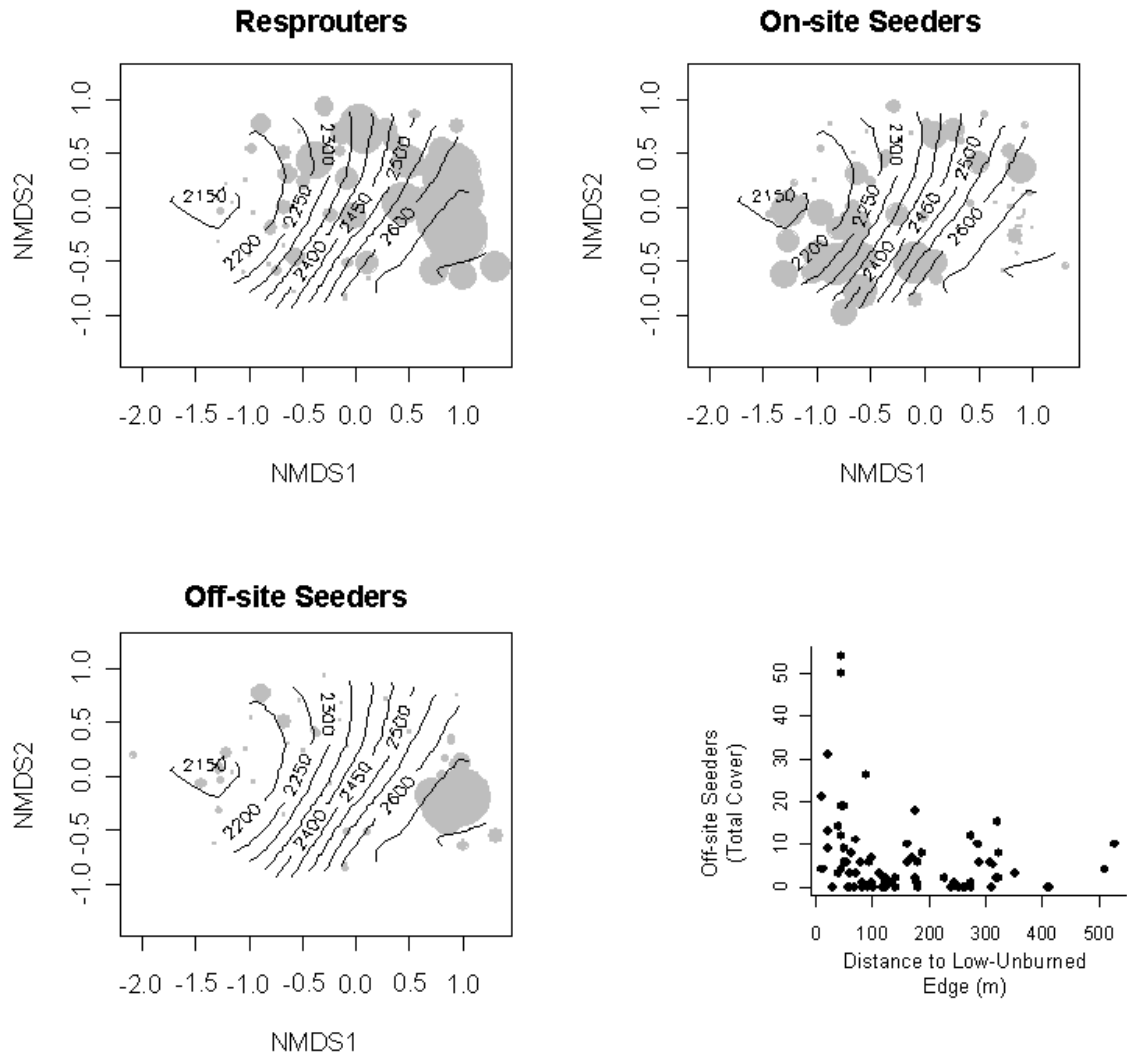 Resprouters
1.0
0.5
0.0
-0.5
-1.0
NMDS2
2150
2200
2250
2300
2400
2450
2500
2600
-2.0 -1.5 -1.0 -0.5 0.0 0.5 1.0
NMDS1
On-site Seeders
1.0
0.5
0.0
-0.5
-1.0
NMDS2
2150
2200
2250
2300
2400
2450
2500
2600
-2.0 -1.5 -1.0 -0.5 0.0 0.5 1.0
NMDS1
Off-site Seeders
1.0
0.5
0.0
-0.5
-1.0
NMDS2
2150
2200
2250
2300
2400
2450
2500
2600
-2.0 -1.5 -1.0 -0.5 0.0 0.5 1.0
NMDS1
Off-site Seeders
(Total Cover)
50
40
30
20
10
0
0 100 200 300 400 500
Distance to Low-Unburned
Edge (m)